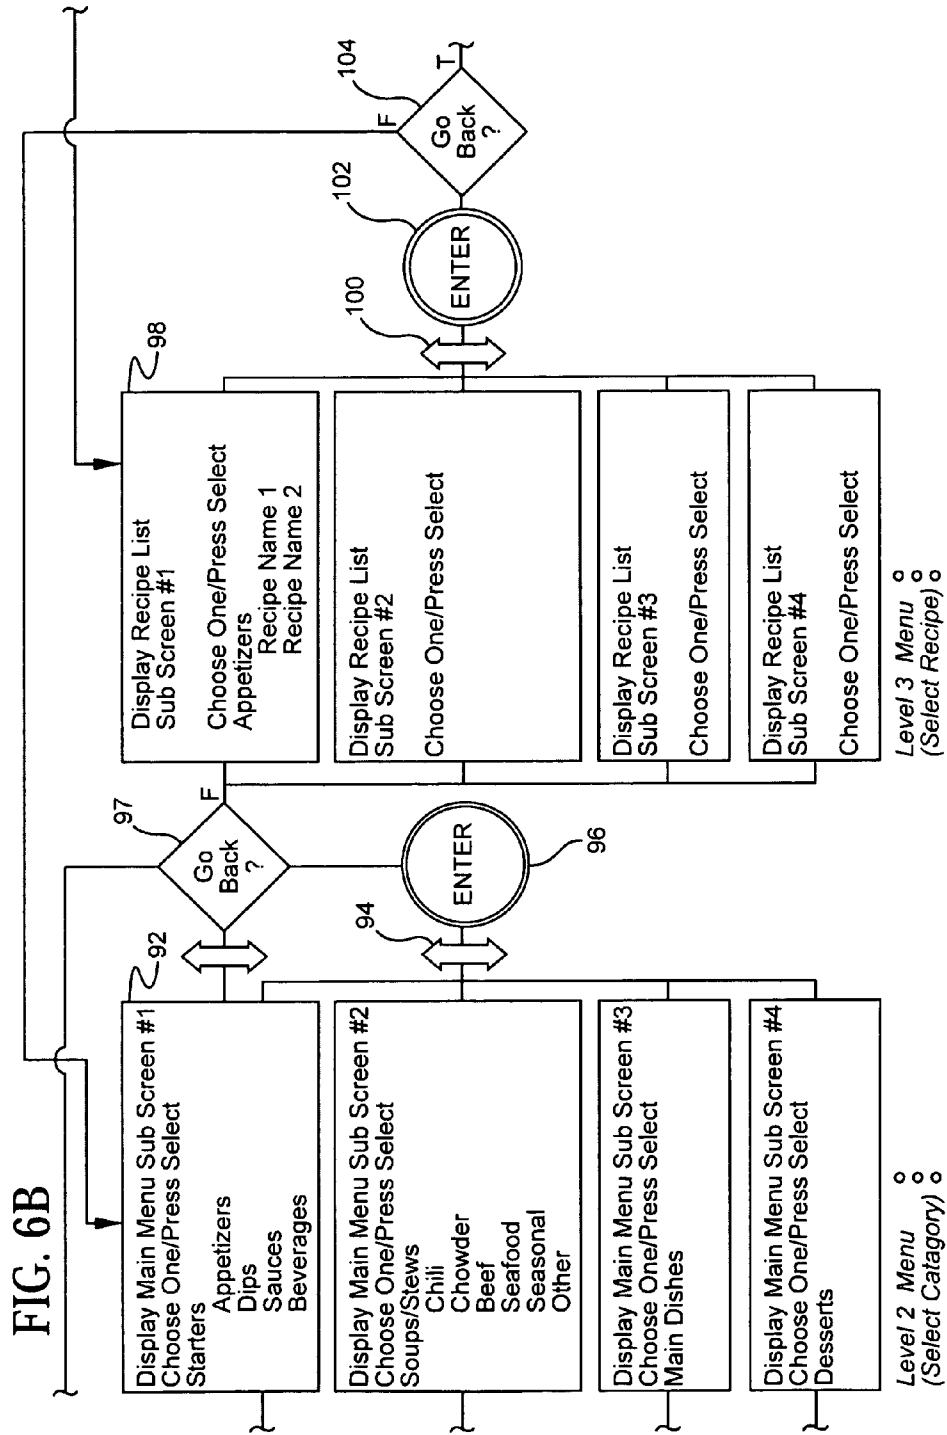 FIG. 6B
92
Display Main Menu Sub Screen #1
Choose One/Press Select
Starters
Appetizers
Dips
Sauces
Beverages
Display Main Menu Sub Screen #2
Choose One/Press Select
Soups/Stews
Chili
Chowder
Beef
Seafood
Seasonal
Other
Display Main Menu Sub Screen #3
Choose One/Press Select
Main Dishes
Display Main Menu Sub Screen #4
Choose One/Press Select
Desserts
Level 2 Menu
(Select Catagory)
94
ENTER
96
97
Go
Back
?
F
98
Display Recipe List
Sub Screen #1
Choose One/Press Select
Appetizers
Recipe Name 1
Recipe Name 2
Display Recipe List
Sub Screen #2
Choose One/Press Select
Display Recipe List
Sub Screen #3
Choose One/Press Select
Display Recipe List
Sub Screen #4
Choose One/Press Select
Level 3 Menu
(Select Recipe)
100
102
ENTER
104
Go
Back
?
F
T